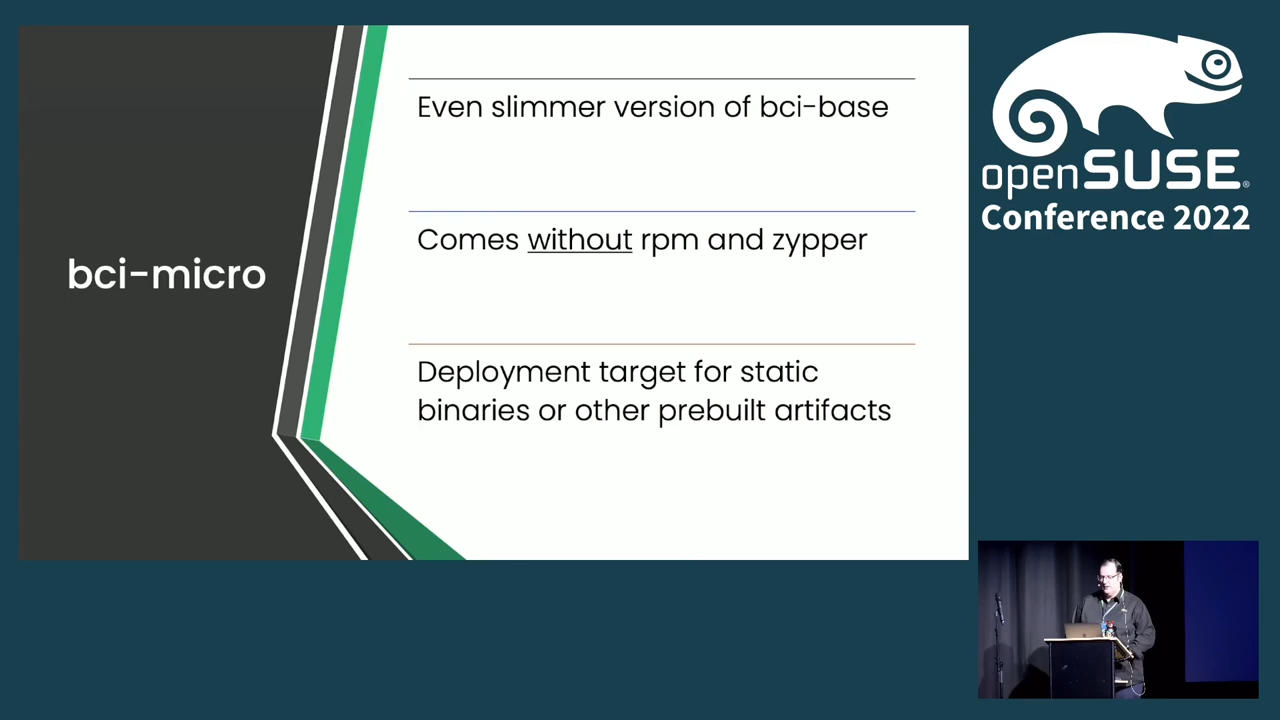 bci-micro
Even slimmer version of bci-base
Comes without rpm and zypper
Deployment target for static
binaries or other prebuilt artifacts
openSUSE®
Conference 2022